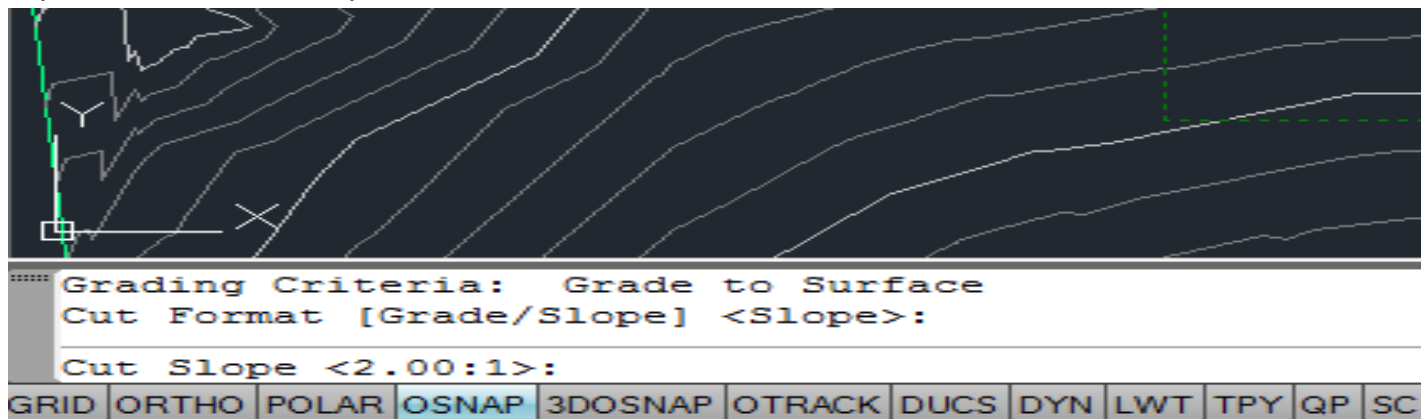 Y
X
Grading Criteria:  Grade to Surface
Cut Format [Grade/Slope] <Slope>:
Cut Slope <2.00:1>:
GRID ORTHO POLAR OSNAP 3DOSNAP OTRACK DUCS DYN LWT TPY QP SC